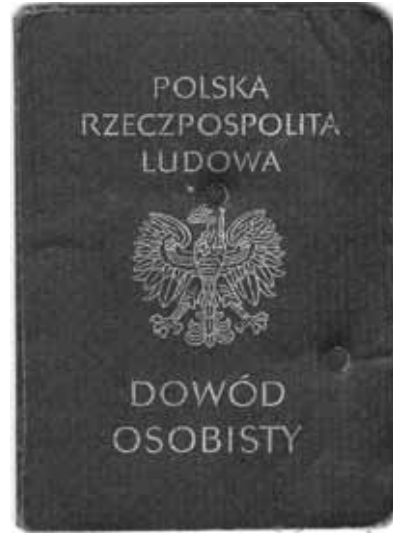 POLSKA
RZECZPOSPOLITA
LUDOWA
DOWÓD
OSOBISTY